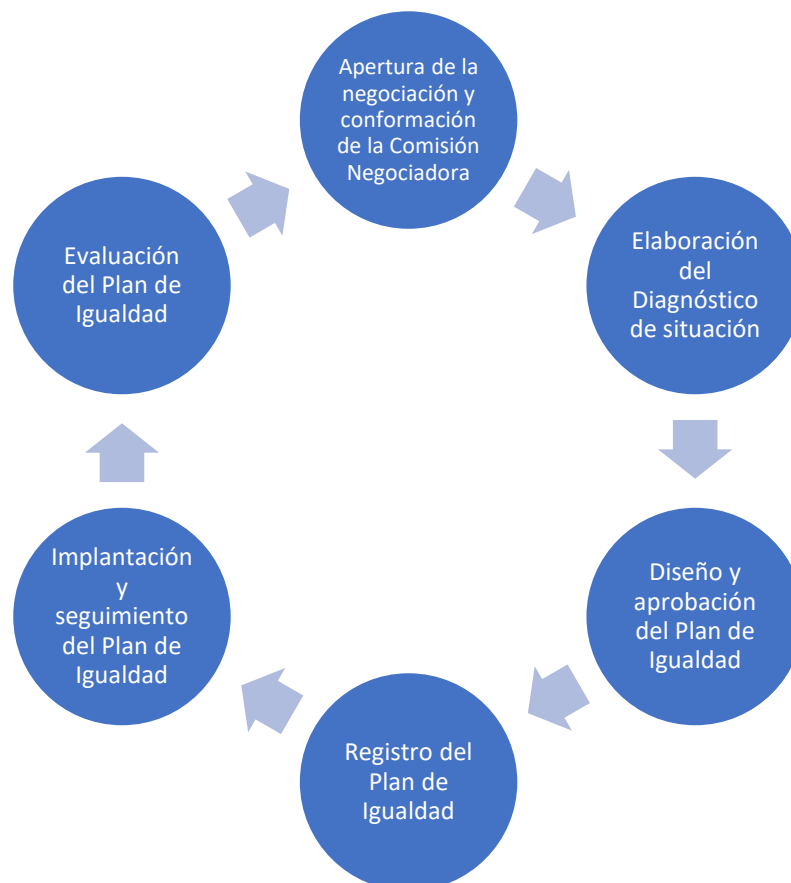 Apertura de la
negociación y
conformación
de la Comisión
Negociadora
Elaboración
del
Diagnóstico
de situación
Diseño y
aprobación
del Plan de
Igualdad
Registro del
Plan de
Igualdad
Implantación
y
seguimiento
del Plan de
Igualdad
Evaluación
del Plan de
Igualdad